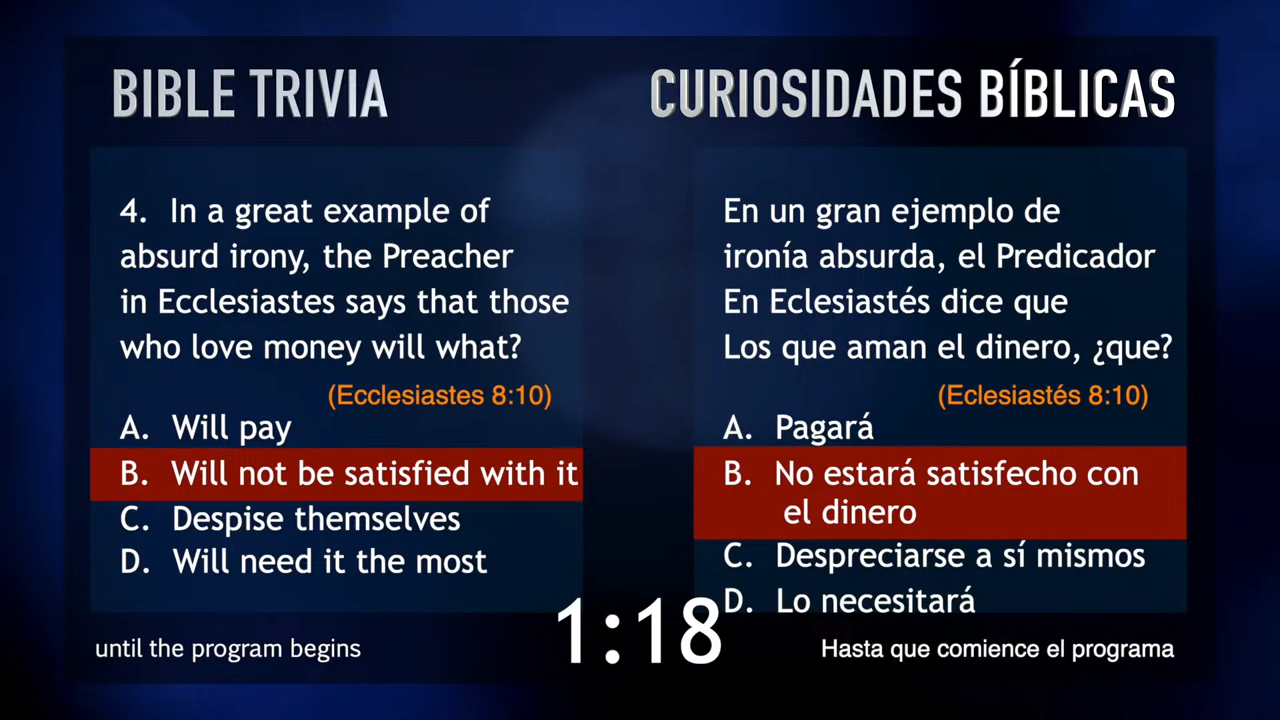 BIBLE TRIVIA
4. In a great example of
absurd irony, the Preacher
in Ecclesiastes says that those
who love money will what?
(Ecclesiastes 8:10)
A. Will pay
B. Will not be satisfied with it
C. Despise themselves
D. Will need it the most
CURIOSIDADES BÍBLICAS
En un gran ejemplo de
ironía absurda, el Predicador
En Eclesiastés dice que
Los que aman el dinero, ¿que?
(Eclesiastés 8:10)
A. Pagará
B. No estará satisfecho con
el dinero
C. Despreciarse a sí mismos
D. Lo necesitará
until the program begins
1:18
Hasta que comience el programa